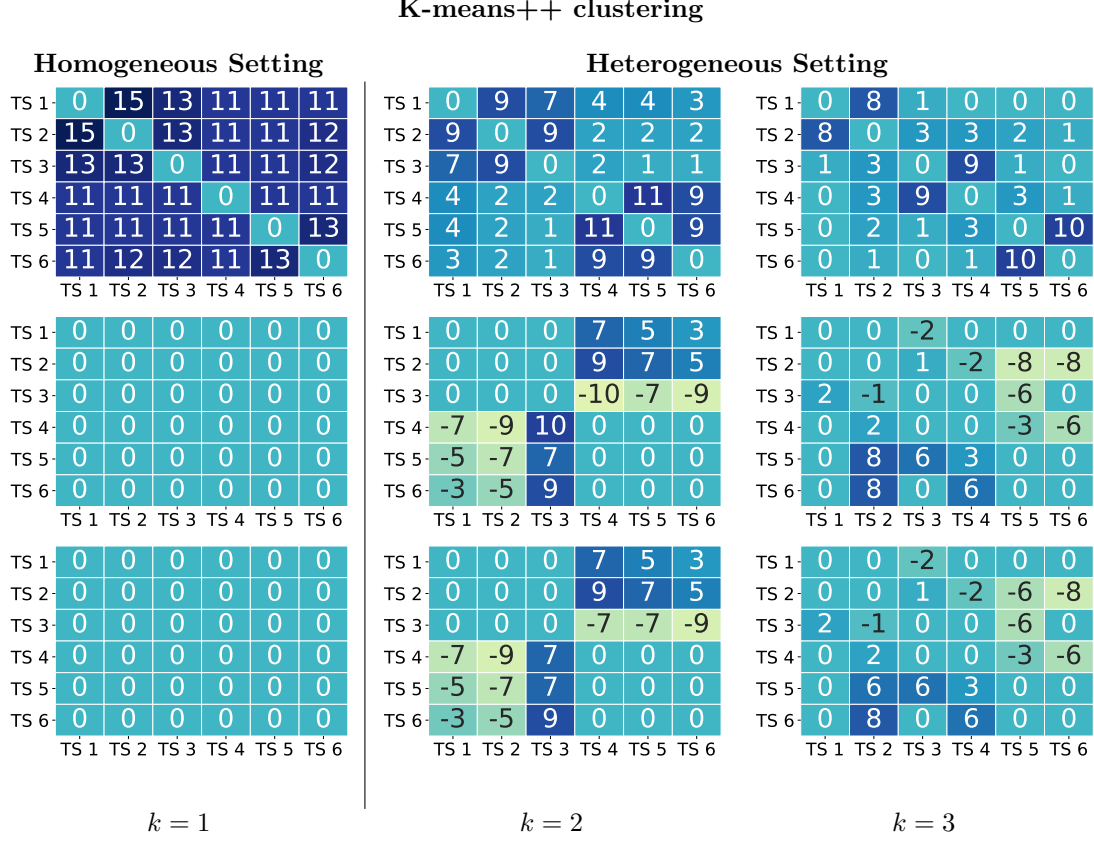 K-means++ clustering
Homogeneous Setting
Heterogeneous Setting
TS 1 0 15 13 11 11 11
TS 2 15 0 13 11 11 12
TS 3 13 13 0 11 11 12
TS 4 11 11 11 0 11 11
TS 5 11 11 11 11 0 13
TS 6 11 12 12 11 13 0
TS 1 TS 2 TS 3 TS 4 TS 5 TS 6
TS 1 0 9 7 4 4 3
TS 2 9 0 9 2 2 2
TS 3 7 9 0 2 1 1
TS 4 4 2 2 0 11 9
TS 5 4 2 1 11 0 9
TS 6 3 2 1 9 9 0
TS 1 TS 2 TS 3 TS 4 TS 5 TS 6
TS 1 0 8 1 0 0 0
TS 2 8 0 3 3 2 1
TS 3 1 3 0 9 1 0
TS 4 0 3 9 0 3 1
TS 5 0 2 1 3 0 10
TS 6 0 1 0 1 10 0
TS 1 TS 2 TS 3 TS 4 TS 5 TS 6
TS 1 0 0 0 0 0 0
TS 2 0 0 0 0 0 0
TS 3 0 0 0 0 0 0
TS 4 0 0 0 0 0 0
TS 5 0 0 0 0 0 0
TS 6 0 0 0 0 0 0
TS 1 TS 2 TS 3 TS 4 TS 5 TS 6
TS 1 0 0 0 7 5 3
TS 2 0 0 0 9 7 5
TS 3 0 0 0 -10 -7 -9
TS 4 -7 -9 10 0 0 0
TS 5 -5 -7 7 0 0 0
TS 6 -3 -5 9 0 0 0
TS 1 TS 2 TS 3 TS 4 TS 5 TS 6
TS 1 0 0 -2 0 0 0
TS 2 0 0 1 -2 -8 -8
TS 3 2 -1 0 0 -6 0
TS 4 0 2 0 0 -3 -6
TS 5 0 8 6 3 0 0
TS 6 0 8 0 6 0 0
TS 1 TS 2 TS 3 TS 4 TS 5 TS 6
TS 1 0 0 0 0 0 0
TS 2 0 0 0 0 0 0
TS 3 0 0 0 0 0 0
TS 4 0 0 0 0 0 0
TS 5 0 0 0 0 0 0
TS 6 0 0 0 0 0 0
TS 1 TS 2 TS 3 TS 4 TS 5 TS 6
TS 1 0 0 0 7 5 3
TS 2 0 0 0 9 7 5
TS 3 0 0 0 -7 -7 -9
TS 4 -7 -9 7 0 0 0
TS 5 -5 -7 7 0 0 0
TS 6 -3 -5 9 0 0 0
TS 1 TS 2 TS 3 TS 4 TS 5 TS 6
TS 1 0 0 -2 0 0 0
TS 2 0 0 1 -2 -6 -8
TS 3 2 -1 0 0 -6 0
TS 4 0 2 0 0 -3 -6
TS 5 0 6 6 3 0 0
TS 6 0 8 0 6 0 0
TS 1 TS 2 TS 3 TS 4 TS 5 TS 6
k = 1
k = 2
k = 3